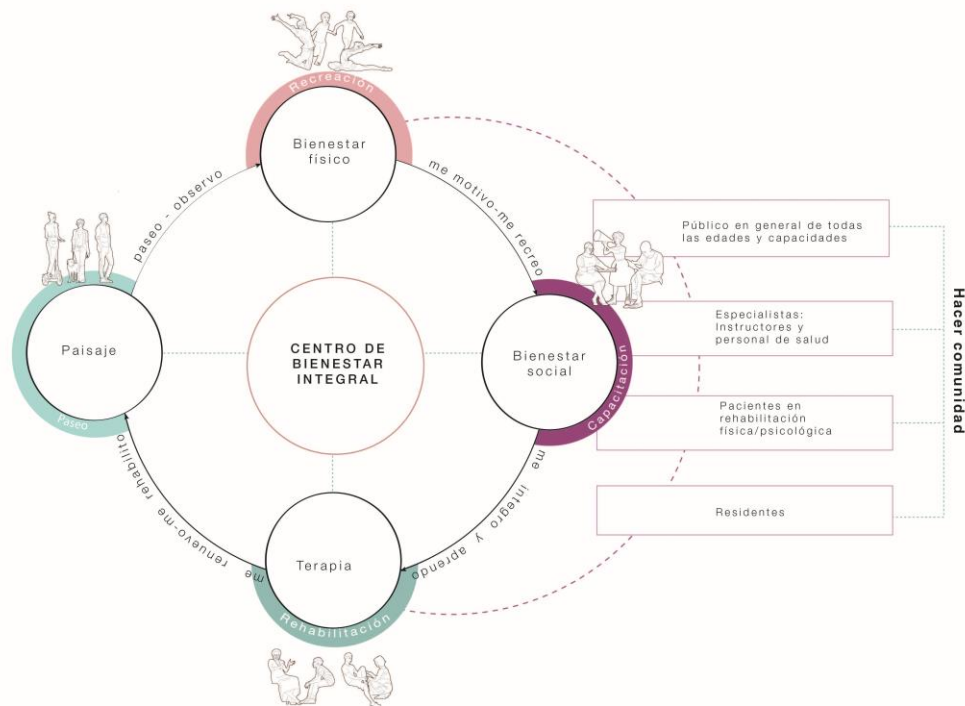 Recreación
Bienestar
físico
paseo - observo
me motivo-me recreo
Público en general de todas
las edades y capacidades
Paisaje
Paseo
CENTRO DE
BIENESTAR
INTEGRAL
Bienestar
social
Capacitación
Especialistas:
Instructores y
personal de salud
Pacientes en
rehabilitación
física/psicológica
Residentes
Hacer comunidad
me integro y aprendo
me renuevo-me rehabilito
Terapia
Rehabilitación